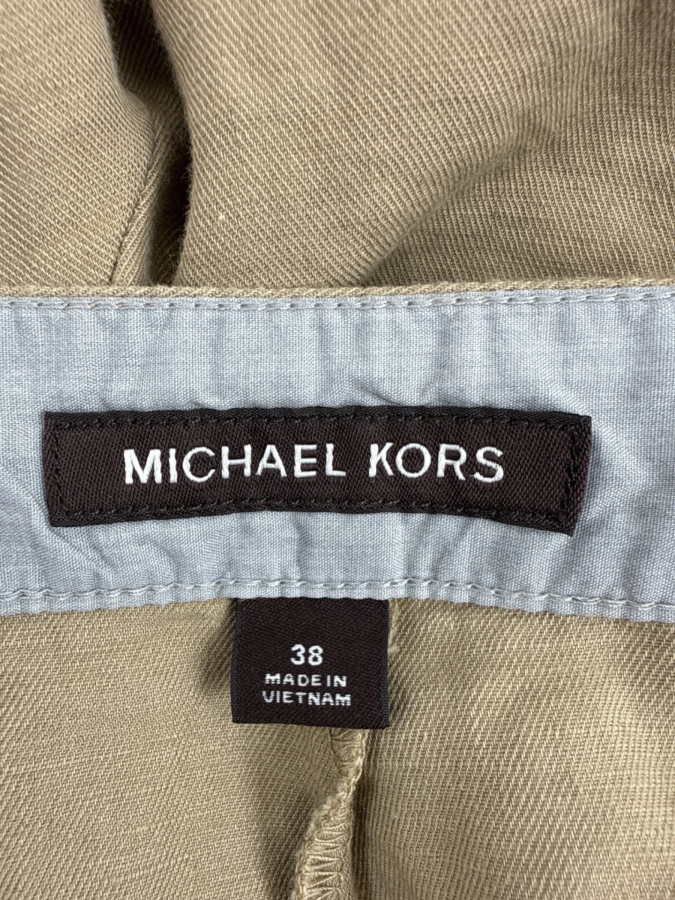 MICHAEL KORS
38
MADE IN
VIETNAM